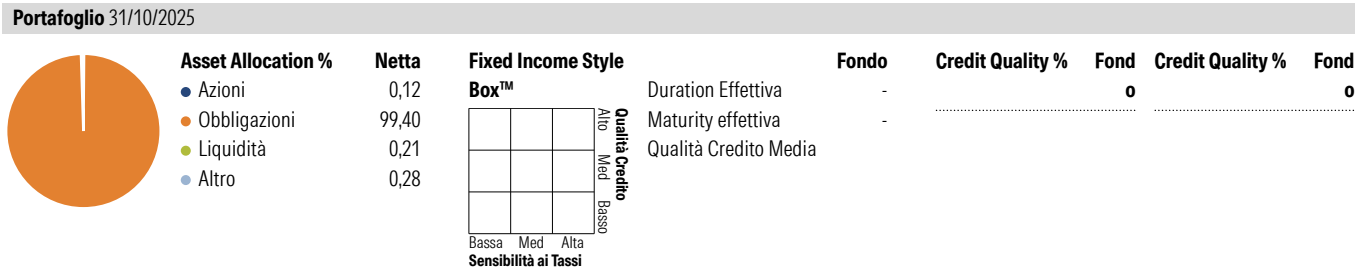 Portafoglio 31/10/2025
Asset Allocation % Netta
Azioni 0,12
Obbligazioni 99,40
Liquidità 0,21
Altro 0,28
Fixed Income Style
Box™
Alto Med Basso
Qualità Credito
Bassa Med Alta
Sensibilità ai Tassi
Fondo
Duration Effettiva -
Maturity effettiva -
Qualità Credito Media
Credit Quality % Fond
o
Credit Quality % Fond
o